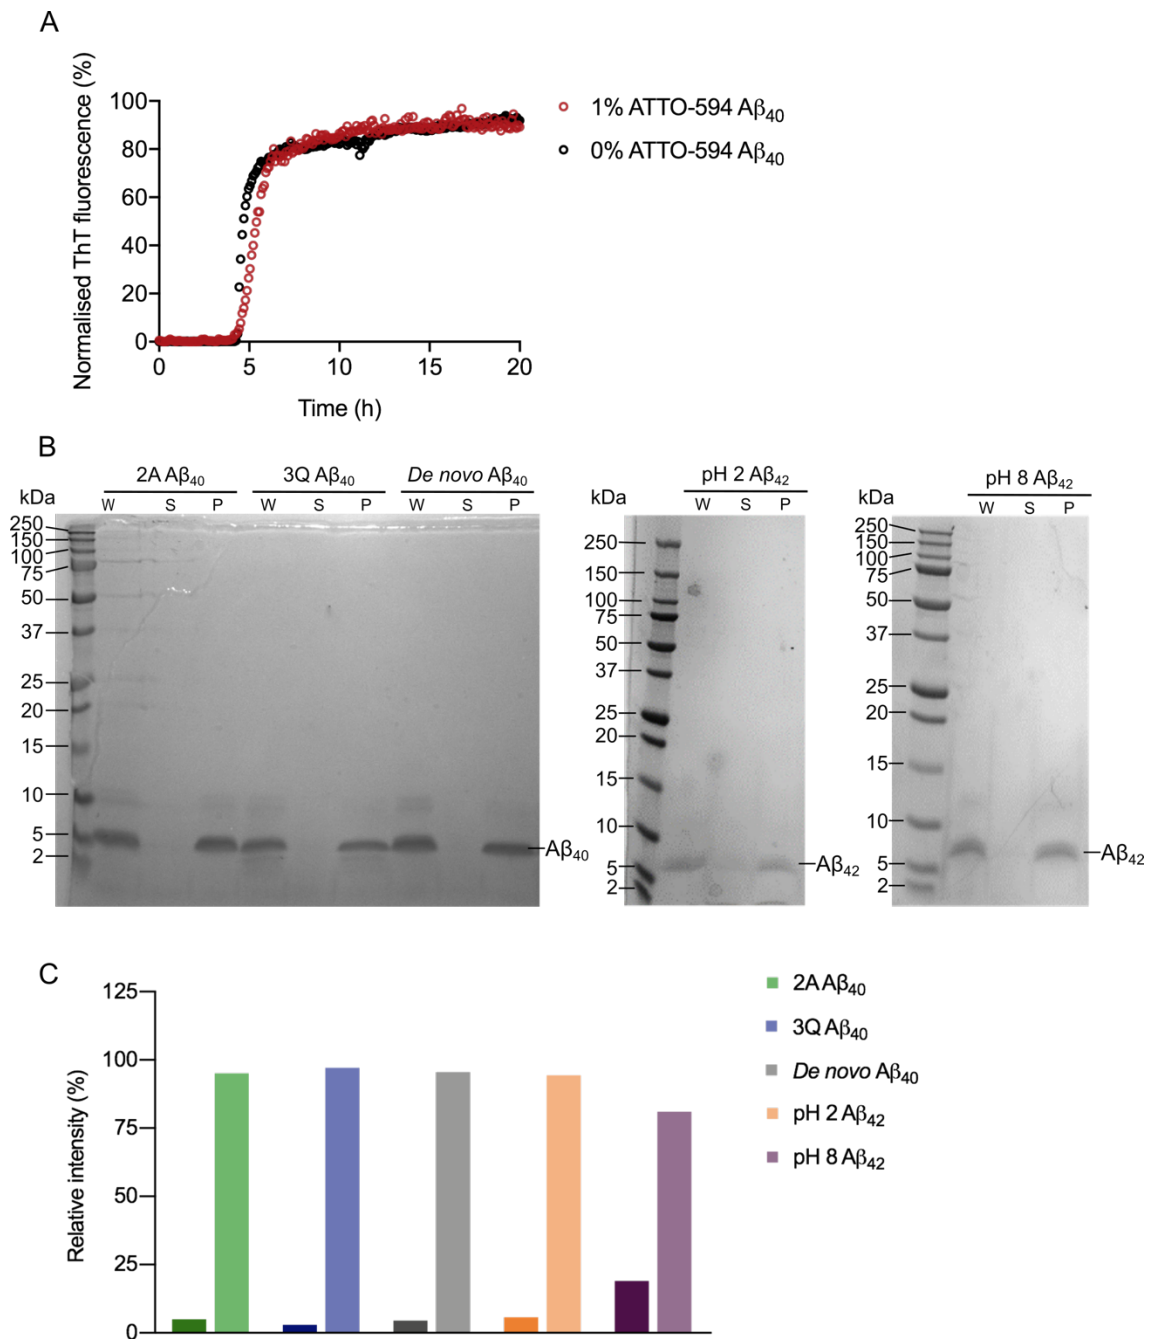 A
Normalised ThT fluorescence (%)
100
80
60
40
20
0
0 5 10 15 20
Time (h)
1% ATTO-594 Aβ40
0% ATTO-594 Aβ40
B
2A Aβ40 3Q Aβ40 De novo Aβ40
kDa W S P W S P W S P
250
150
100
75
50
37
25
20
15
10
5
2
Aβ40
pH 2 Aβ42
kDa W S P
250
150
100
75
50
37
25
20
15
10
5
2
Aβ42
pH 8 Aβ42
kDa W S P
250
150
100
75
50
37
25
20
15
10
5
2
Aβ42
C
Relative intensity (%)
125
100
75
50
25
0
2A Aβ40
3Q Aβ40
De novo Aβ40
pH 2 Aβ42
pH 8 Aβ42